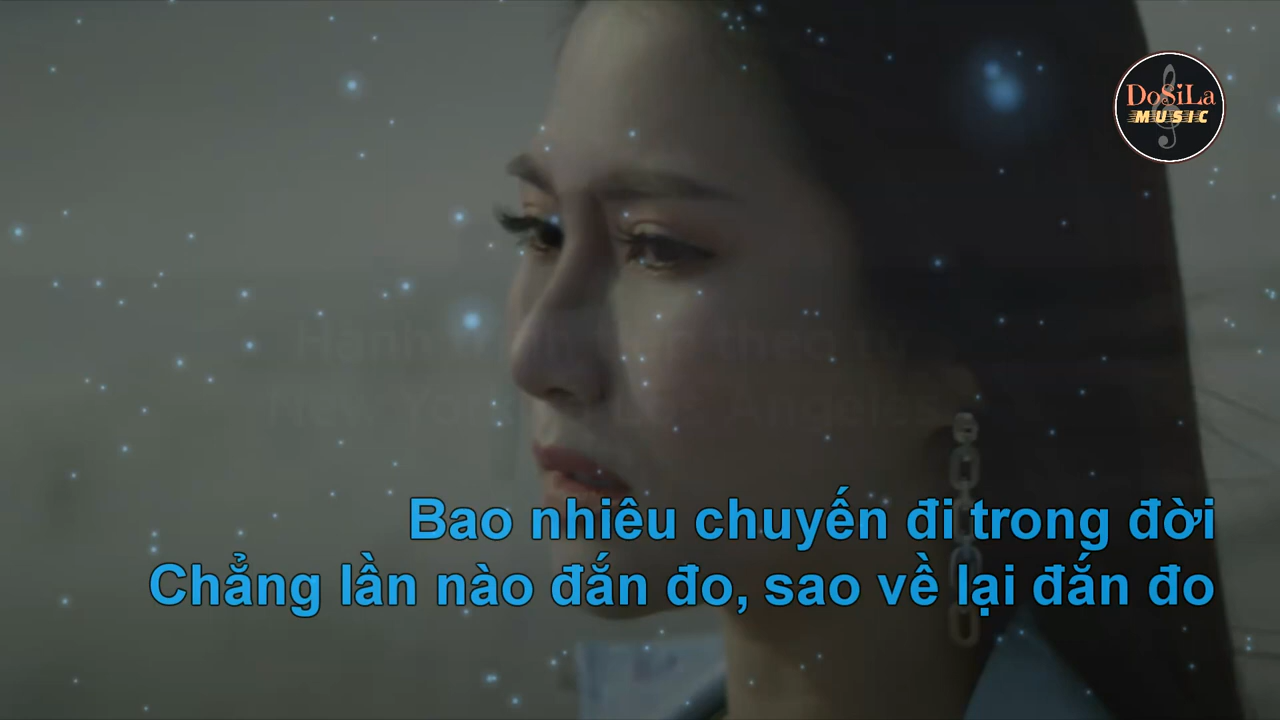 DoSiLa
MUSIC
Bao nhiêu chuyến đi trong đời
Chẳng lần nào đắn đo, sao về lại đắn đo